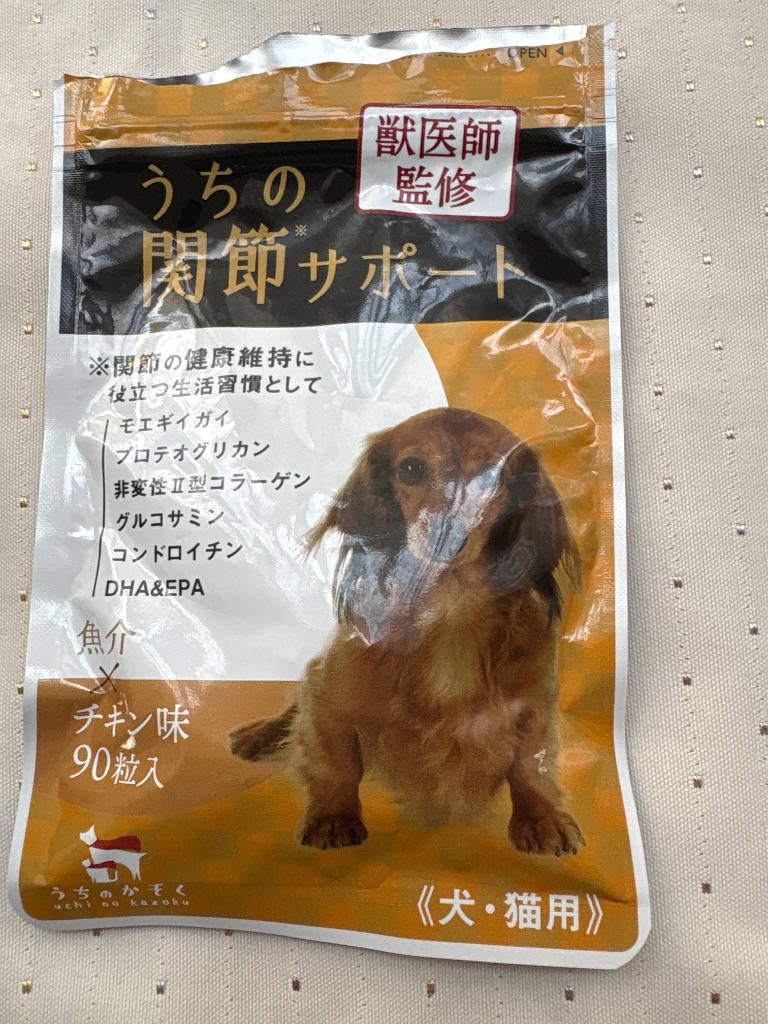 OPEN
獣医師
監修
うちの
関節※サポート
※関節の健康維持に
役立つ生活習慣として
モエギイガイ
プロテオグリカン
非変性Ⅱ型コラーゲン
グルコサミン
コンドロイチン
DHA&EPA
魚介
×
チキン味
90粒入
うちのかぞく
uchi no kazoku
《犬・猫用》